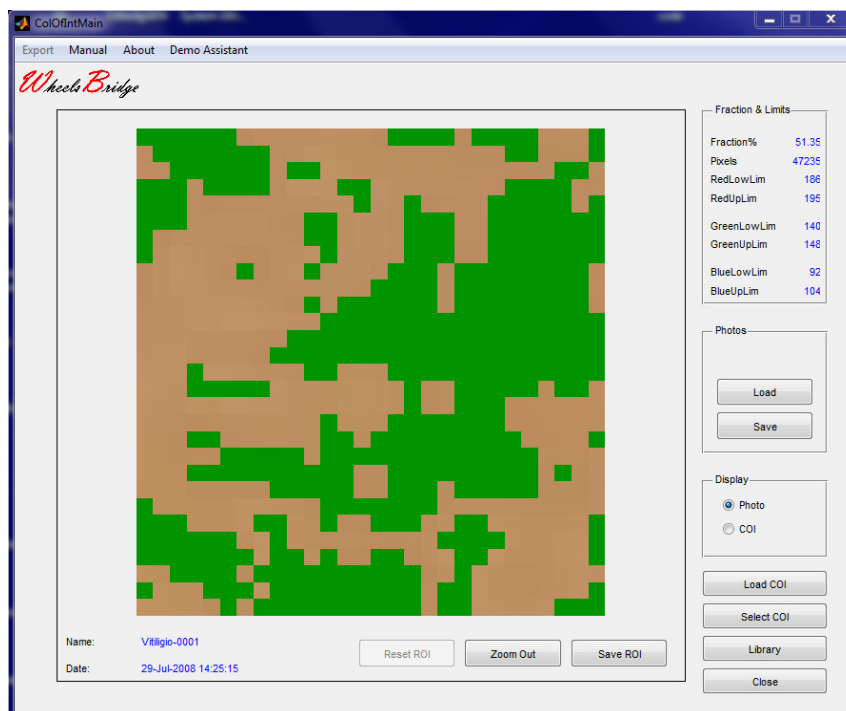 ColOfIntMain
Export Manual About Demo Assistant
WheelsBridge
Fraction & Limits
Fraction% 51.35
Pixels 47235
RedLowLim 186
RedUpLim 195
GreenLowLim 140
GreenUpLim 148
BlueLowLim 92
BlueUpLim 104
Photos
Load
Save
Display
Photo
COI
Load COI
Select COI
Library
Close
Name: Vitiligio-0001
Date: 29-Jul-2008 14:25:15
Reset ROI Zoom Out Save ROI